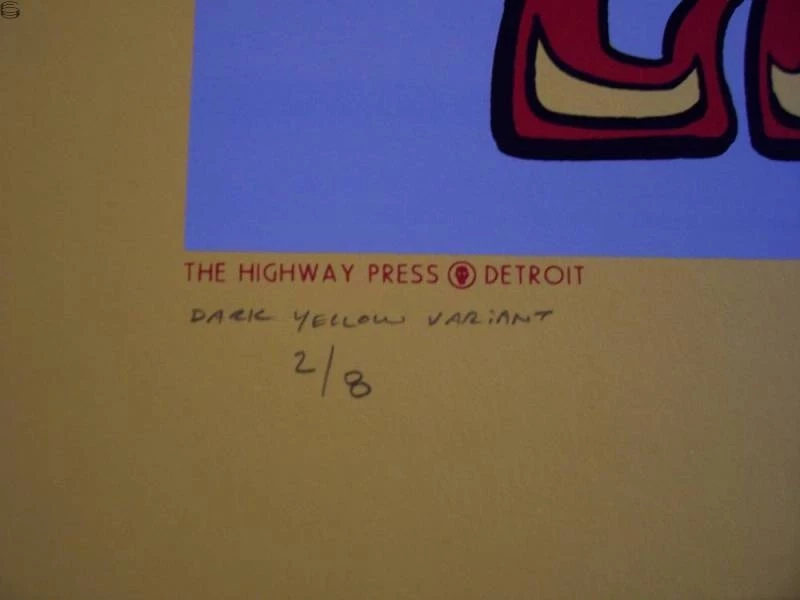 THE HIGHWAY PRESS DETROIT
DARK YELLOW VARIANT
2/8